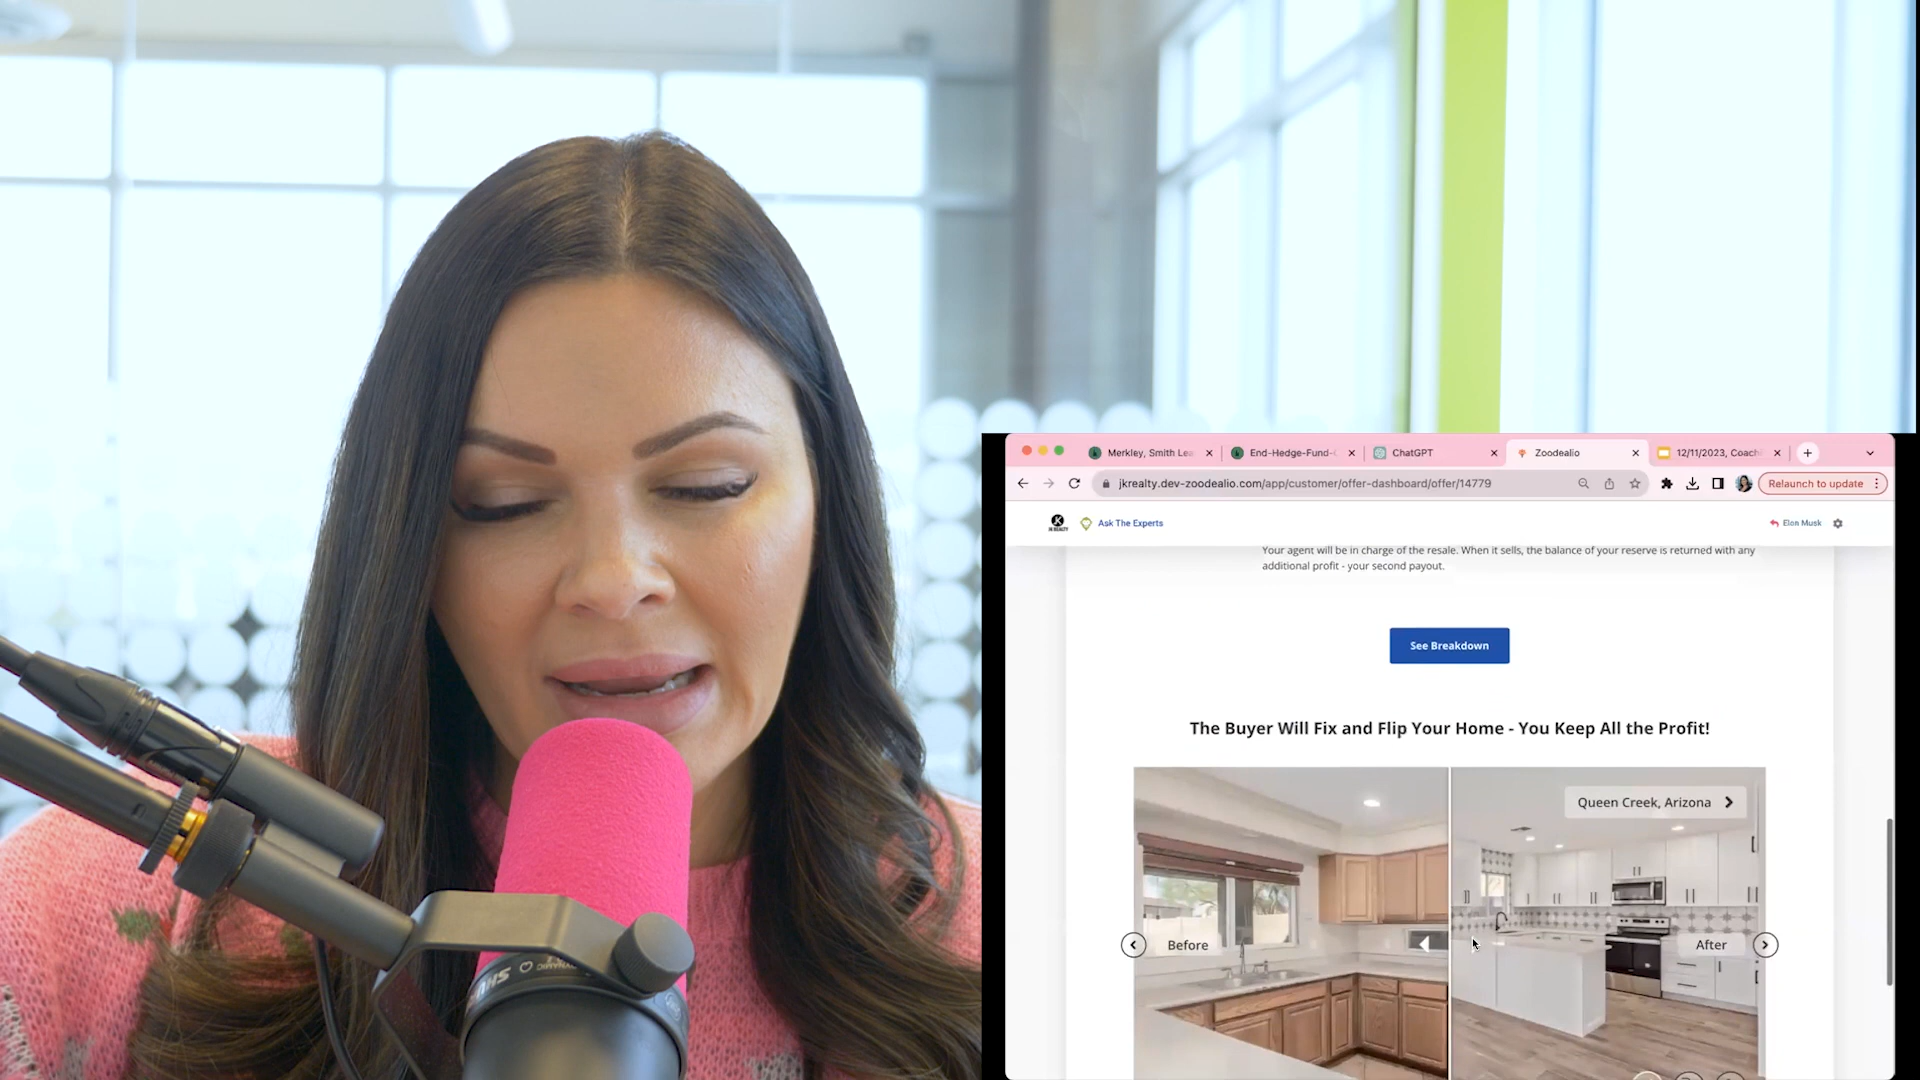 Merkley, Smith Lea
End-Hedge-Fund-
ChatGPT
Zoodealio
12/11/2023, Coach
jkrealty.dev-zoodealio.com/app/customer/offer-dashboard/offer/14779
Relaunch to update
JK REALTY
Ask The Experts
Elon Musk
Your agent will be in charge of the resale. When it sells, the balance of your reserve is returned with any
additional profit - your second payout.
See Breakdown
The Buyer Will Fix and Flip Your Home - You Keep All the Profit!
Queen Creek, Arizona
Before
After